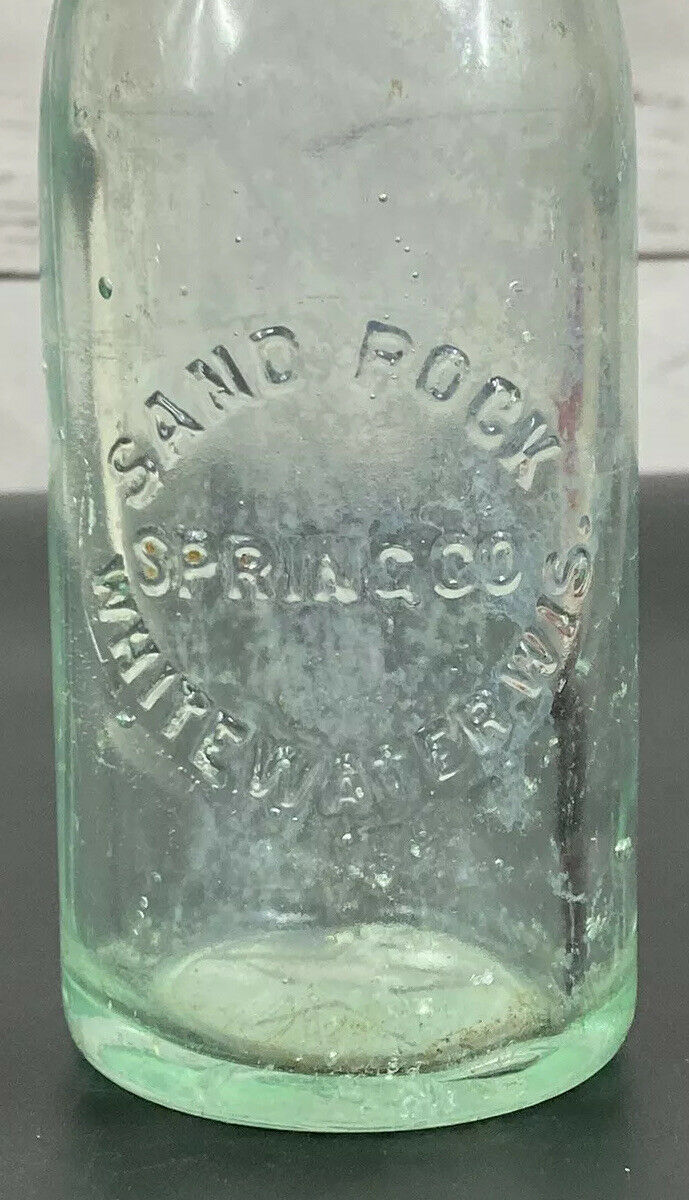 SAND ROCK
SPRING CO
WHITEWATER WIS.